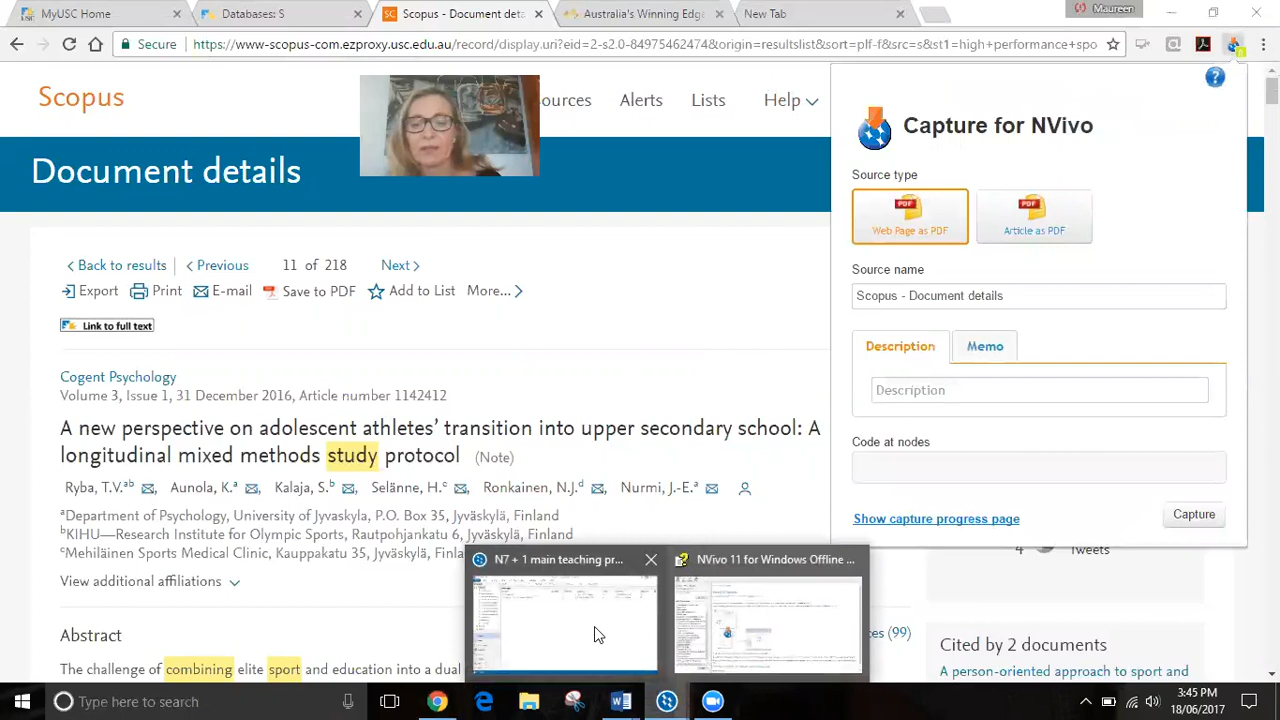 MyUSC Home
Databases: S
Scopus - Document deta
Australia's Winning Edg
New Tab
Maureen
Secure
https://www-scopus-com.ezproxy.usc.edu.au/record/display.uri?eid=2-s2.0-84975462474&origin=resultslist&sort=plf-f&src=s&st1=high+performance+spo
Scopus
ources
Alerts
Lists
Help
Document details
Back to results
Previous
11 of 218
Next
Export
Print
E-mail
Save to PDF
Add to List
More...
Link to full text
Cogent Psychology
Volume 3, Issue 1, 31 December 2016, Article number 1142412
A new perspective on adolescent athletes' transition into upper secondary school: A
longitudinal mixed methods study protocol (Note)
Ryba, T.V.ab Aunola, K.a Kalaja, S.b Selänne, H.c Ronkainen, N.J.d Nurmi, J.-E.a
aDepartment of Psychology, University of Jyvaskyla, P.O. Box 35, Jyväskylä, Finland
bKIHU—Research Institute for Olympic Sports, Rautpohjankatu 6, Jyväskylä, Finland
cMehiläinen Sports Medical Clinic, Kauppakatu 35, Jyväskylä, Finland
View additional affiliations
Abstract
The challenge of combining elite sport
in a dual
?
Capture for NVivo
Source type
PDF
Web Page as PDF
PDF
Article as PDF
Source name
Scopus - Document details
Description
Memo
Description
Code at nodes
Show capture progress page
Capture
4 Tweets
(99)
Cited by 2 documents
A person-oriented approach to sport and
N7 + 1 main teaching pr...
NVivo 11 for Windows Offline ...
Type here to search
3:45 PM
18/06/2017